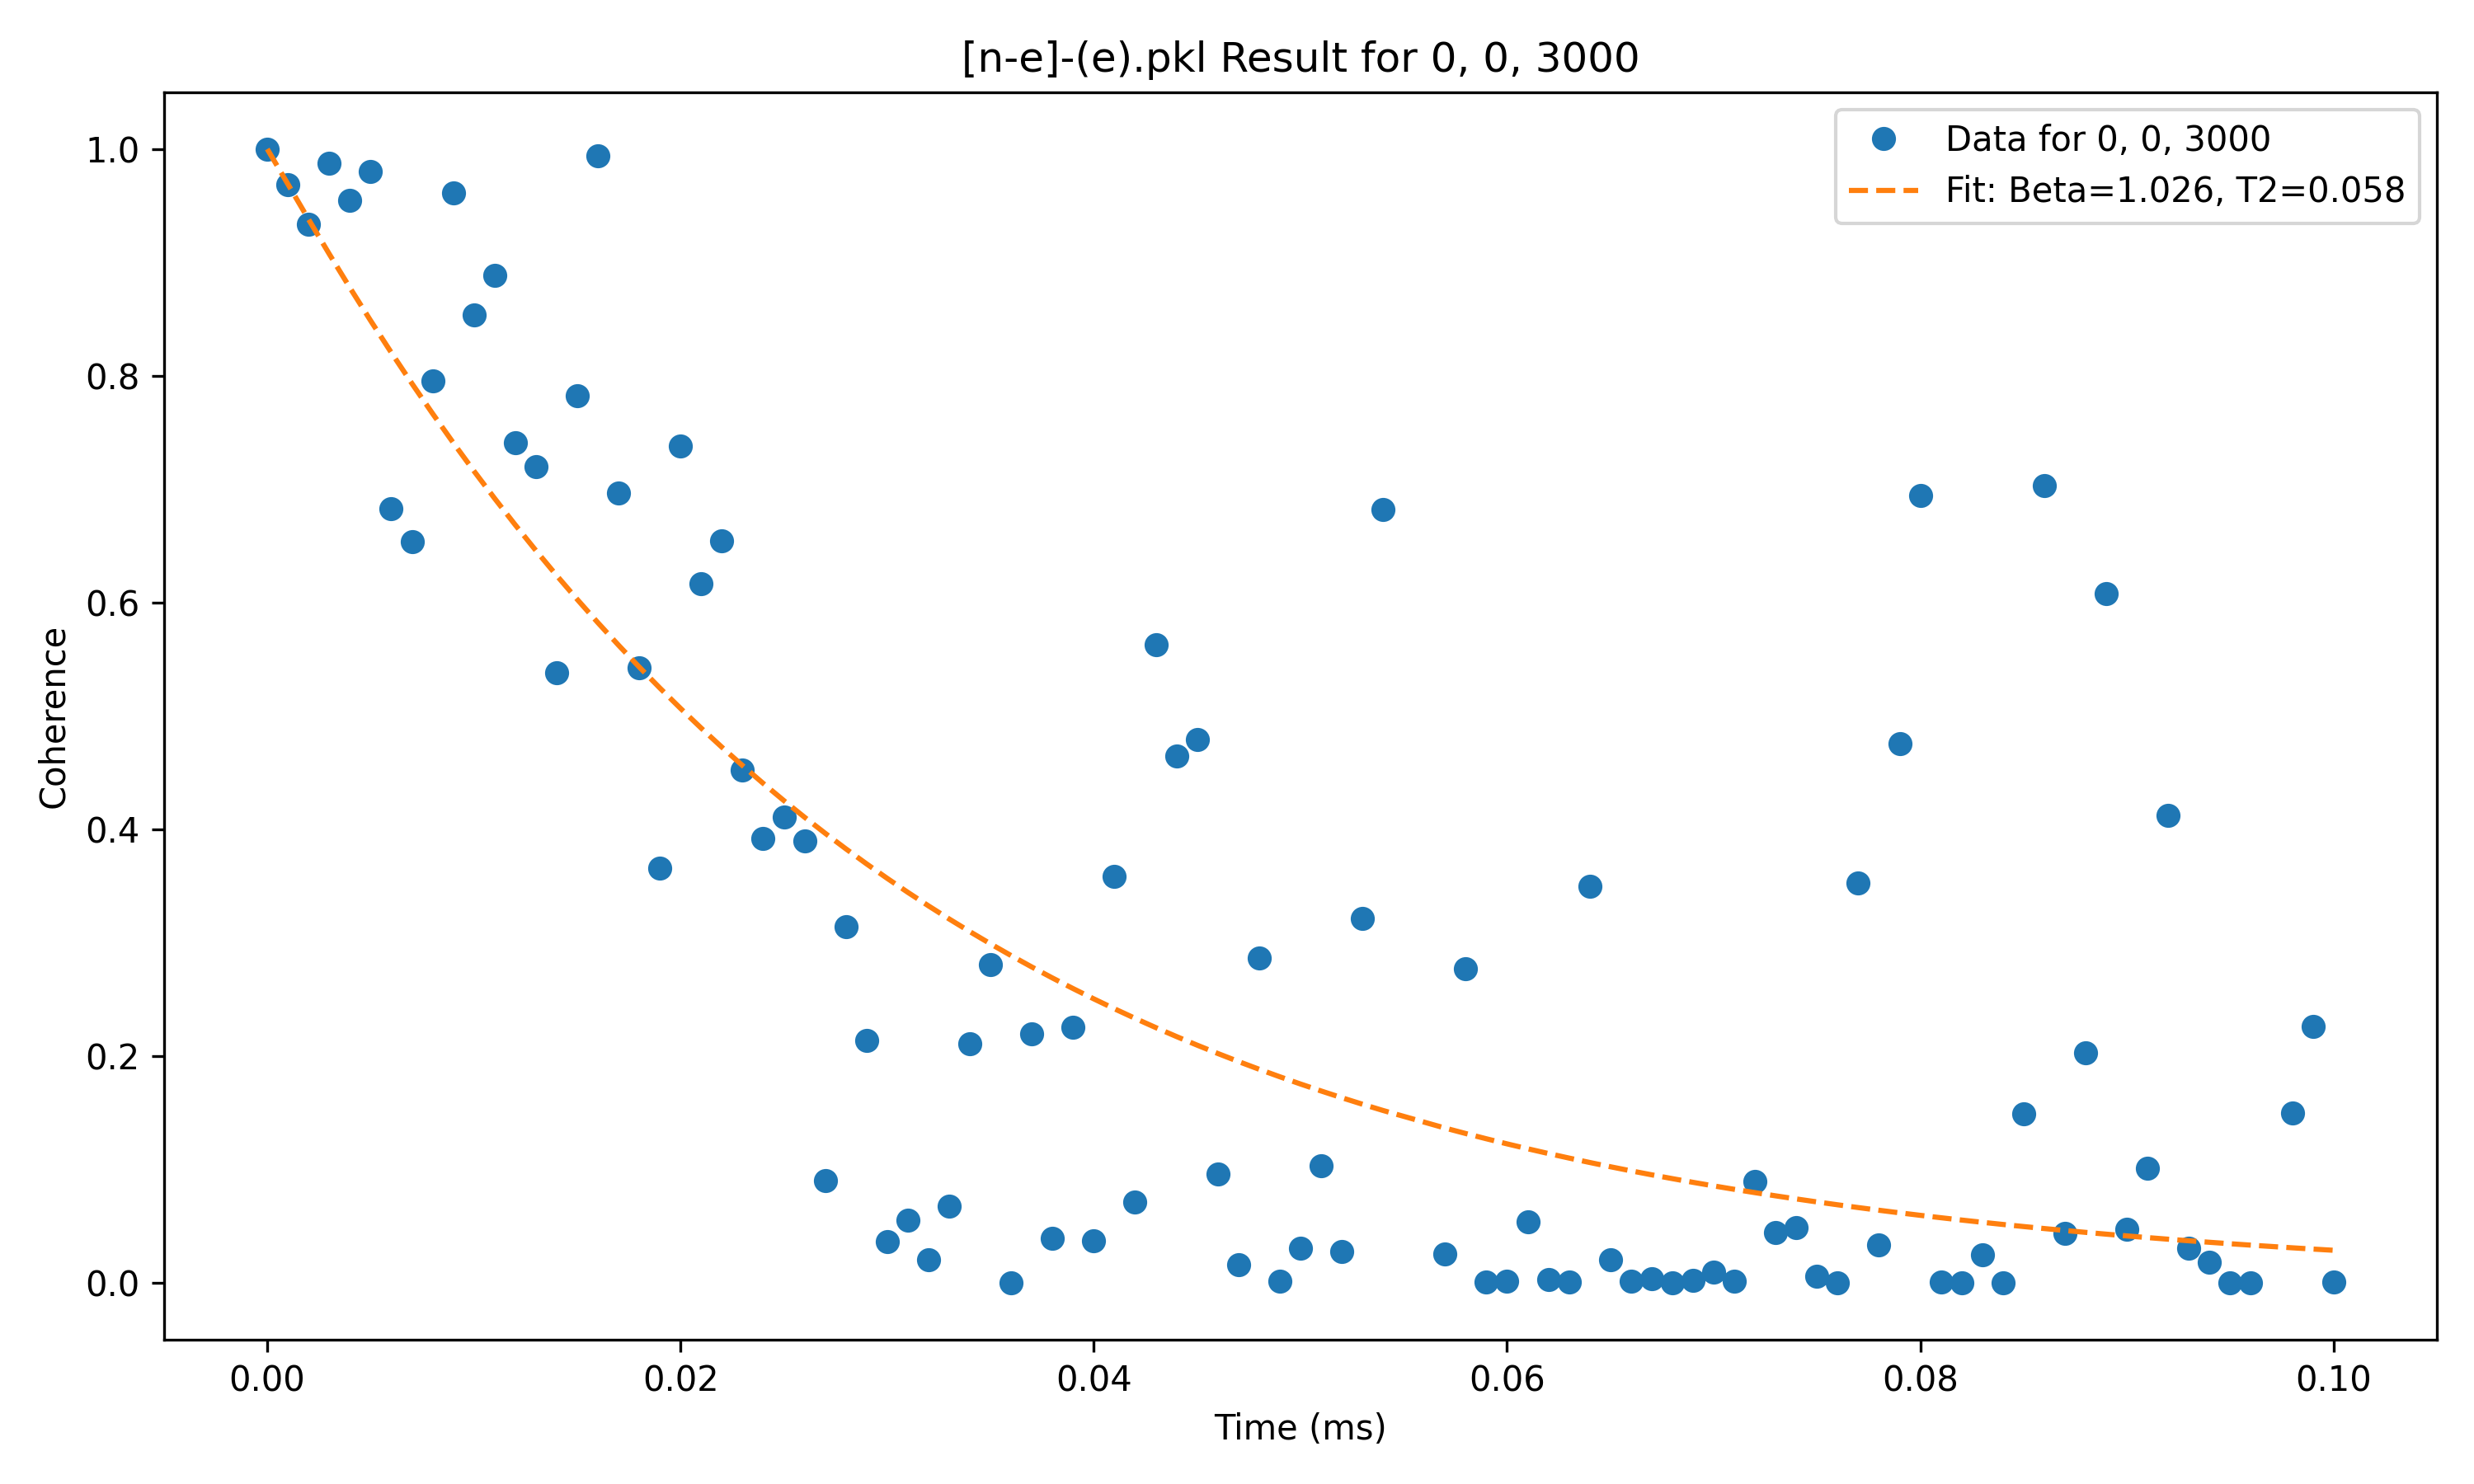 [n-e]-(e).pkl Result for 0, 0, 3000
Data for 0, 0, 3000
Fit: Beta=1.026, T2=0.058
Coherence
1.0
0.8
0.6
0.4
0.2
0.0
0.00 0.02 0.04 0.06 0.08 0.10
Time (ms)